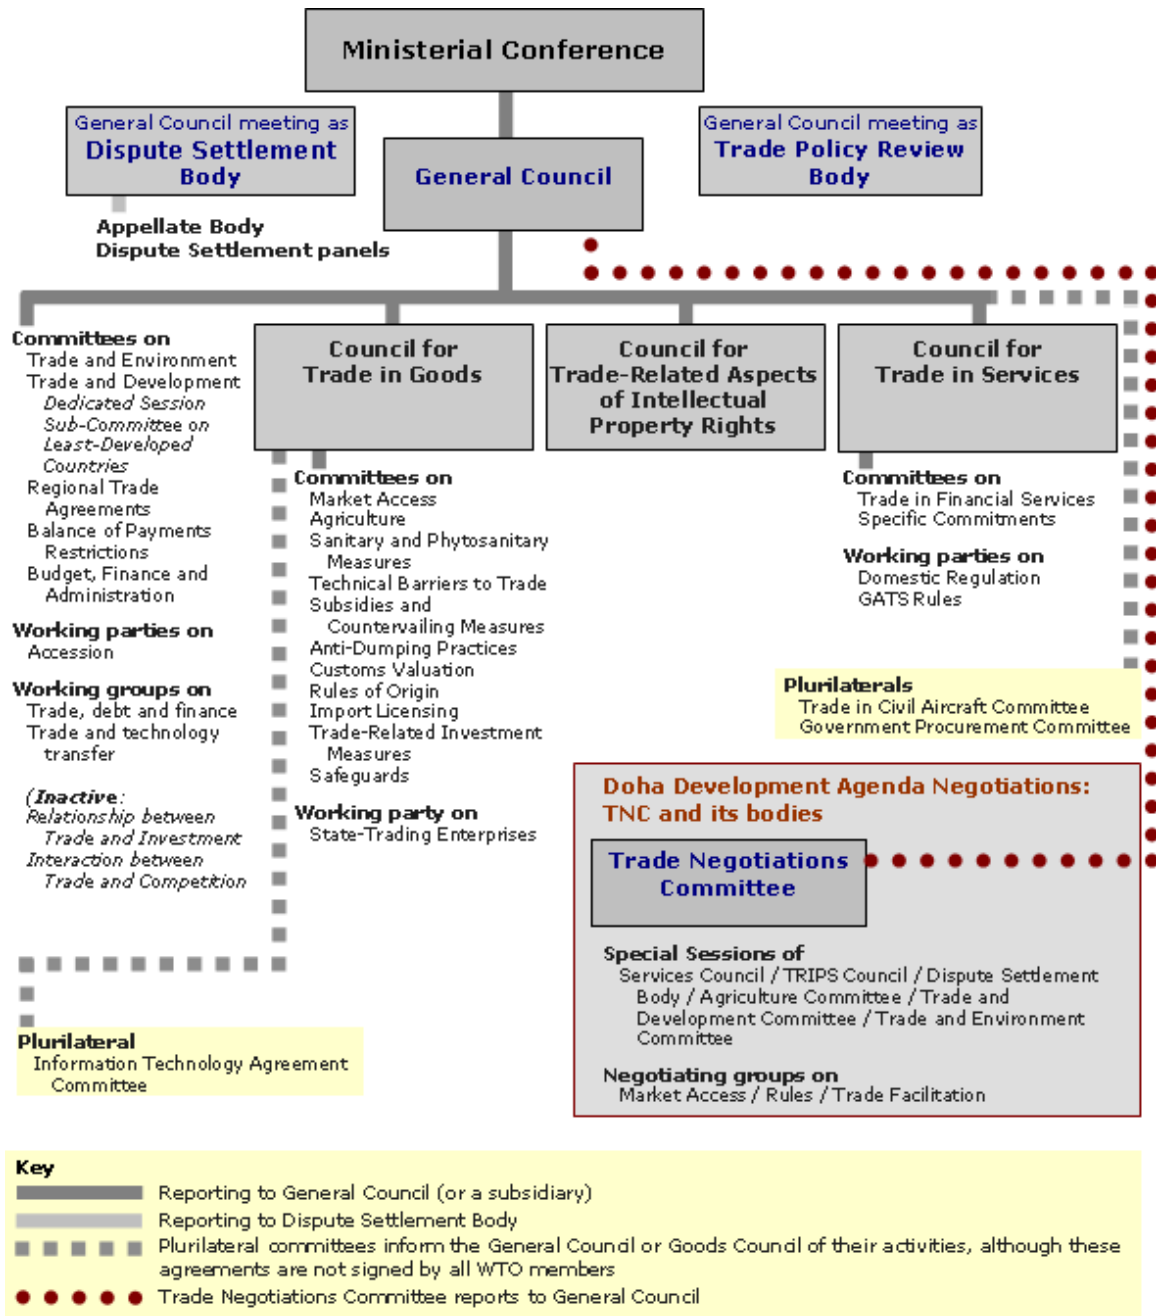 Ministerial Conference
General Council meeting as
Dispute Settlement
Body
General Council
General Council meeting as
Trade Policy Review
Body
Appellate Body
Dispute Settlement panels
Committees on
Trade and Environment
Trade and Development
Dedicated Session
Sub-Committee on
Least-Developed
Countries
Regional Trade
Agreements
Balance of Payments
Restrictions
Budget, Finance and
Administration
Working parties on
Accession
Working groups on
Trade, debt and finance
Trade and technology
transfer
(Inactive:
Relationship between
Trade and Investment
Interaction between
Trade and Competition
Council for
Trade in Goods
Committees on
Market Access
Agriculture
Sanitary and Phytosanitary
Measures
Technical Barriers to Trade
Subsidies and
Countervailing Measures
Anti-Dumping Practices
Customs Valuation
Rules of Origin
Import Licensing
Trade-Related Investment
Measures
Safeguards
Working party on
State-Trading Enterprises
Council for
Trade-Related Aspects
of Intellectual
Property Rights
Council for
Trade in Services
Committees on
Trade in Financial Services
Specific Commitments
Working parties on
Domestic Regulation
GATS Rules
Plurilaterals
Trade in Civil Aircraft Committee
Government Procurement Committee
Doha Development Agenda Negotiations:
TNC and its bodies
Trade Negotiations
Committee
Special Sessions of
Services Council / TRIPS Council / Dispute Settlement
Body / Agriculture Committee / Trade and
Development Committee / Trade and Environment
Committee
Negotiating groups on
Market Access / Rules / Trade Facilitation
Plurilateral
Information Technology Agreement
Committee
Key
Reporting to General Council (or a subsidiary)
Reporting to Dispute Settlement Body
Plurilateral committees inform the General Council or Goods Council of their activities, although these
agreements are not signed by all WTO members
Trade Negotiations Committee reports to General Council